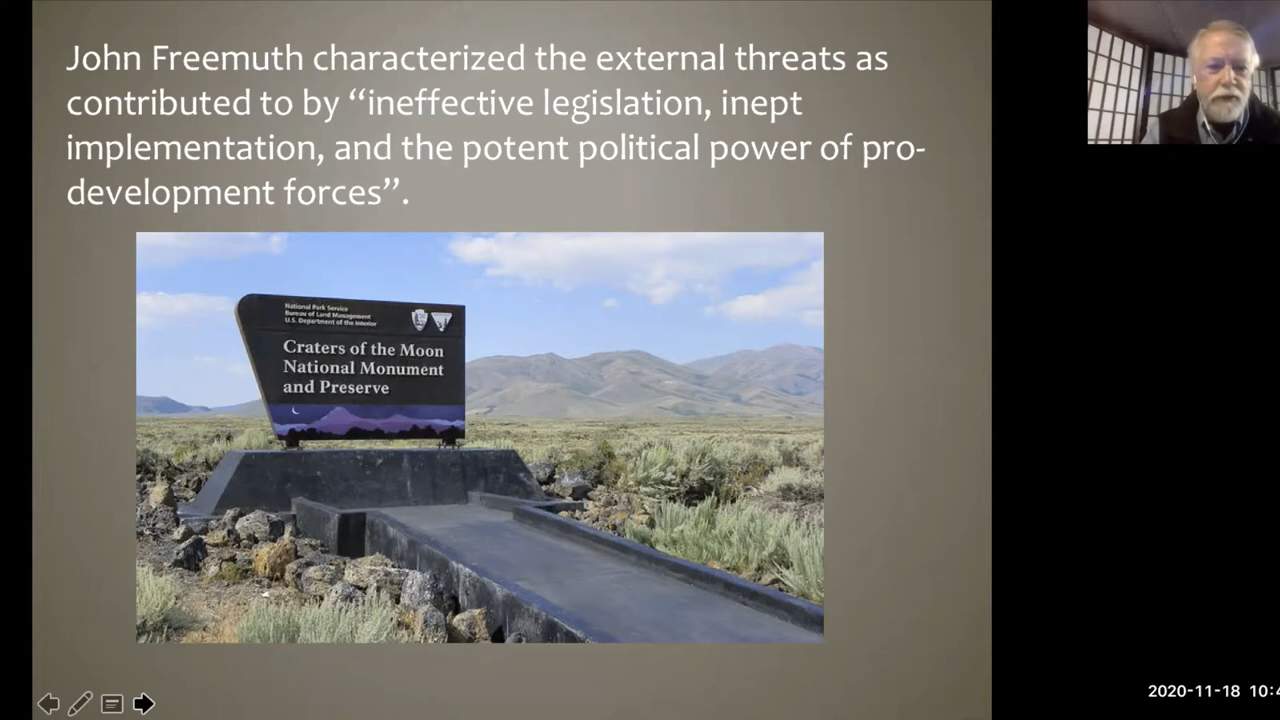 John Freemuth characterized the external threats as
contributed to by “ineffective legislation, inept
implementation, and the potent political power of pro-
development forces”.
National Park Service
Bureau of Land Management
U.S. Department of the Interior
Craters of the Moon
National Monument
and Preserve
2020-11-18 10:4